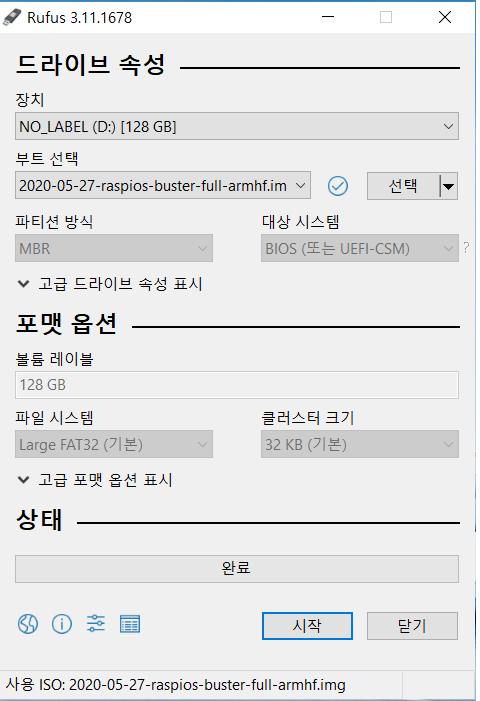 Rufus 3.11.1678
드라이브 속성
장치
NO_LABEL (D:) [128 GB]
부트 선택
2020-05-27-raspios-buster-full-armhf.im
선택
파티션 방식
대상 시스템
MBR
BIOS (또는 UEFI-CSM)
?
고급 드라이브 속성 표시
포맷 옵션
볼륨 레이블
128 GB
파일 시스템
클러스터 크기
Large FAT32 (기본)
32 KB (기본)
고급 포맷 옵션 표시
상태
완료
시작
닫기
사용 ISO: 2020-05-27-raspios-buster-full-armhf.img